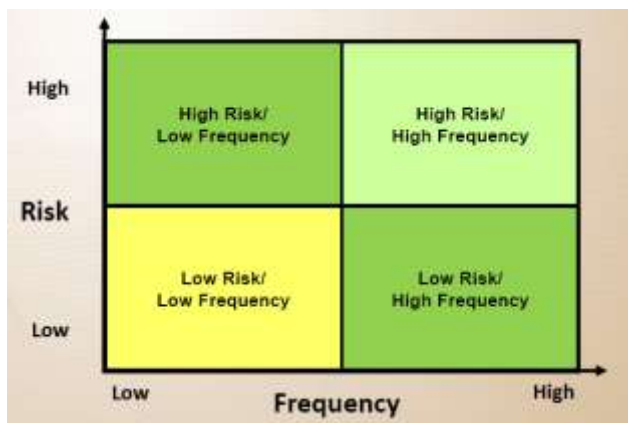 High
High Risk/
Low Frequency
High Risk/
High Frequency
Risk
Low Risk/
Low Frequency
Low Risk/
High Frequency
Low
Low
Frequency
High